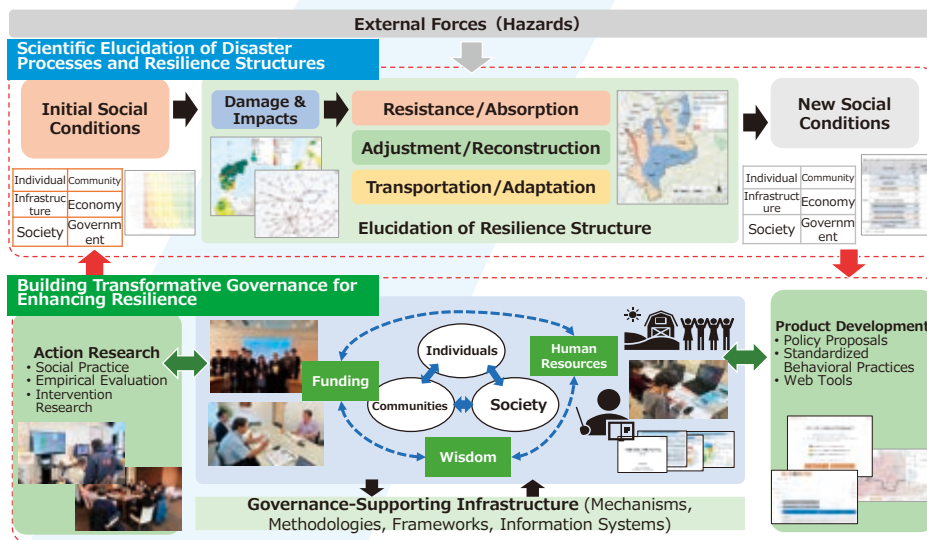 External Forces（Hazards）
Scientific Elucidation of Disaster
Processes and Resilience Structures
Initial Social
Conditions
Damage &
Impacts
Resistance/Absorption
Adjustment/Reconstruction
Transportation/Adaptation
Elucidation of Resilience Structure
New Social
Conditions
Individual Community
Infrastruc
ture Economy
Society Governm
ent
Individual Community
Infrastruct
ure Economy
Society Governm
ent
Building Transformative Governance for
Enhancing Resilience
Action Research
• Social Practice
• Empirical Evaluation
• Intervention
Research
Funding
Individuals
Communities
Society
Human
Resources
Wisdom
Product Development
• Policy Proposals
• Standardized
Behavioral Practices
• Web Tools
Governance-Supporting Infrastructure (Mechanisms,
Methodologies, Frameworks, Information Systems)